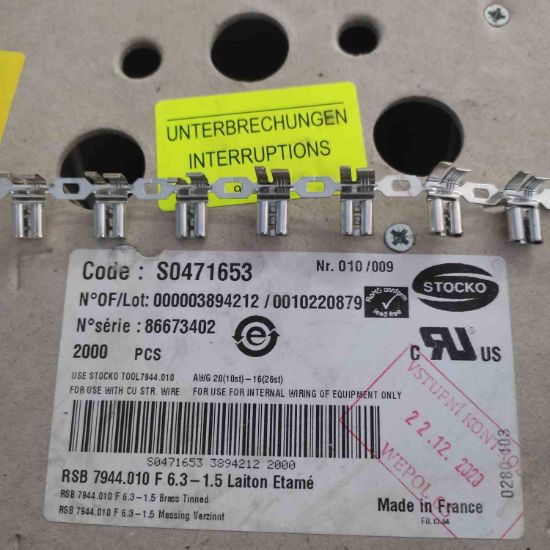 UNTERBRECHUNGEN
INTERRUPTIONS
Code : S0471653
Nr. 010 /009
N°OF/Lot: 000003894212 / 0010220879
RoHS conform
lead free
STOCKO
N°série : 86673402
2000 PCS
C RU US
USE STOCKO TOOL7944.010 AWG 20(10st)-16(26st)
FOR USE WITH CU STR. WIRE FOR USE FOR INTERNAL WIRING OF EQUIPMENT ONLY
VSTUPNÍ
22.12.2020
WEPOL
S0471653 3894212 2000
0280-103
RSB 7944.010 F 6.3-1.5 Laiton Etamé
RSB 7944.010 F 6.3-1.5 Brass Tinned
RSB 7944.010 F 6.3-1.5 Messing Verzinnt
Made in France